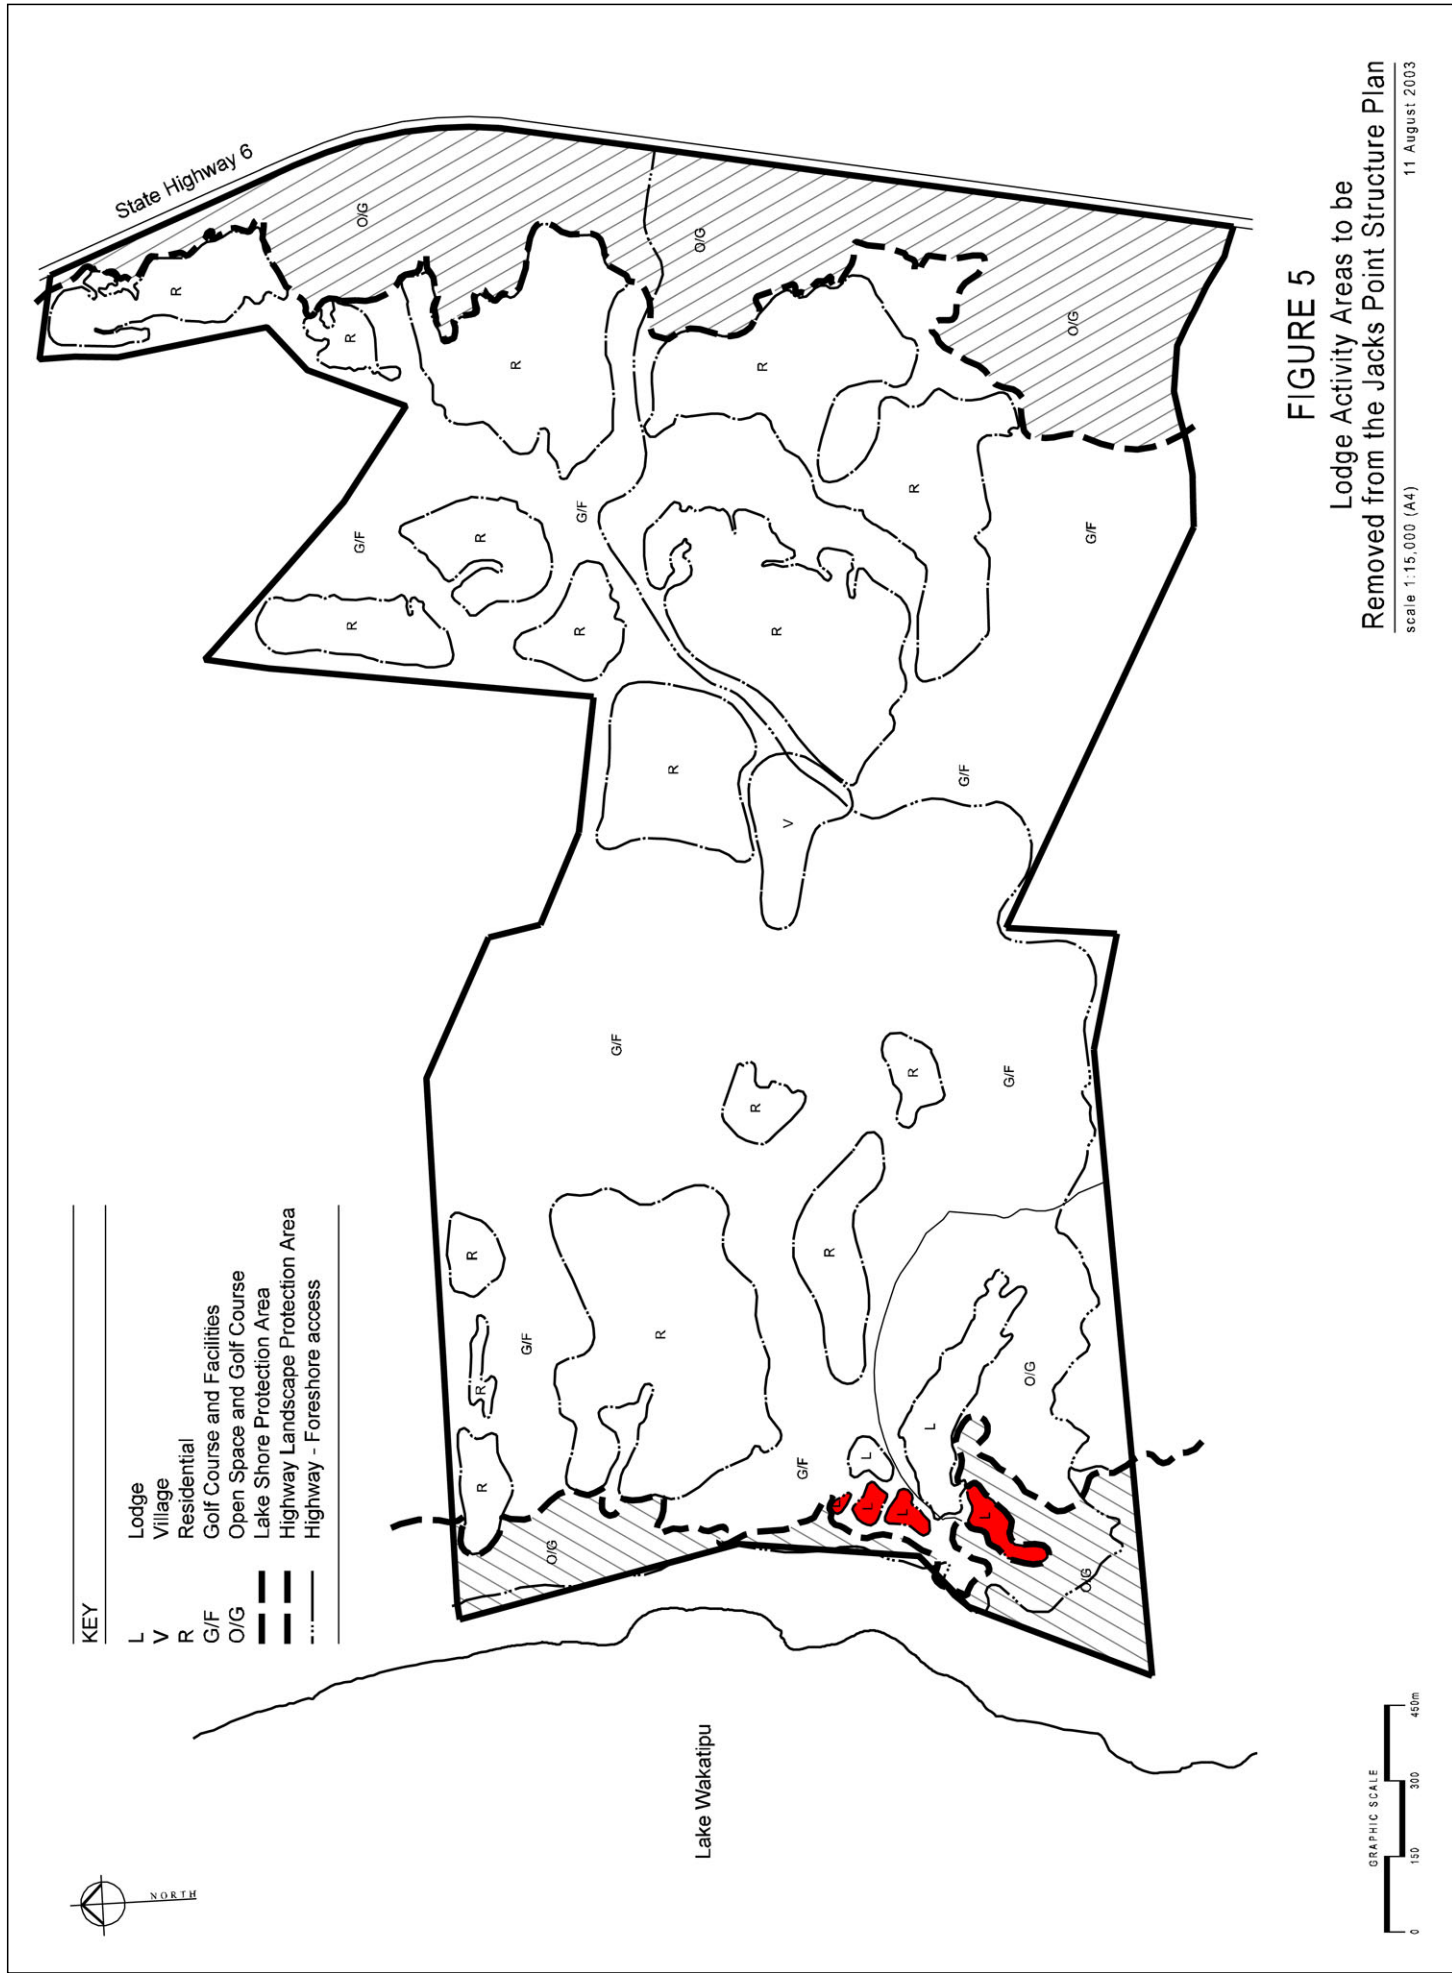 NORTH
KEY
L Lodge
V Village
R Residential
G/F Golf Course and Facilities
O/G Open Space and Golf Course
Lake Shore Protection Area
Highway Landscape Protection Area
Highway - Foreshore access
State Highway 6
R
R
O/G
R
G/F
R
R
G/F
R
O/G
R
R
R
V
R
G/F
O/G
G/F
R
R
R
G/F
O/G
G/F
R
R
G/F
R
L
L
L
L
R
L
L
G/F
O/G
O/G
Lake Wakatipu
GRAPHIC SCALE
0 150 300 450m
FIGURE 5
Lodge Activity Areas to be
Removed from the Jacks Point Structure Plan
scale 1:15,000 (A4) 11 August 2003